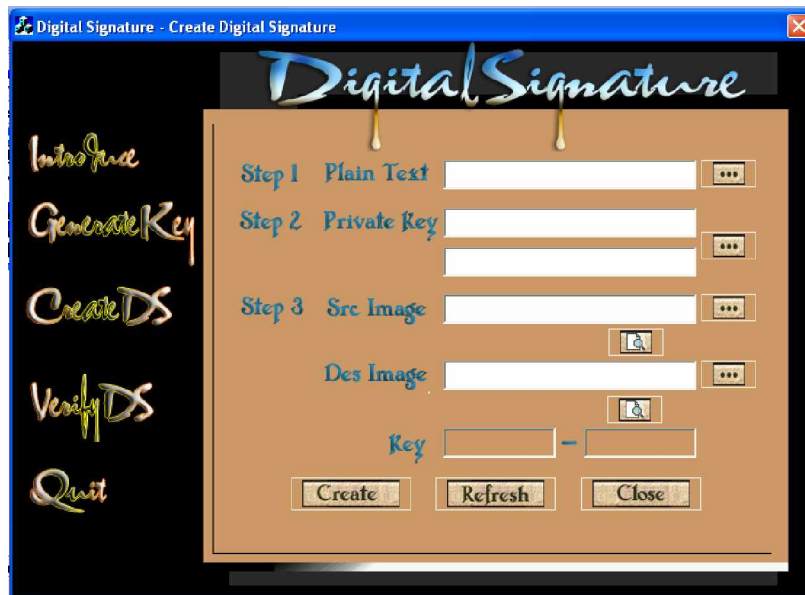 Digital Signature - Create Digital Signature
Digital Signature
Introduce
Generate Key
Create DS
Verify DS
Quit
Step 1 Plain Text ...
Step 2 Private Key
...
Step 3 Src Image ...
Des Image ...
Key -
Create Refresh Close